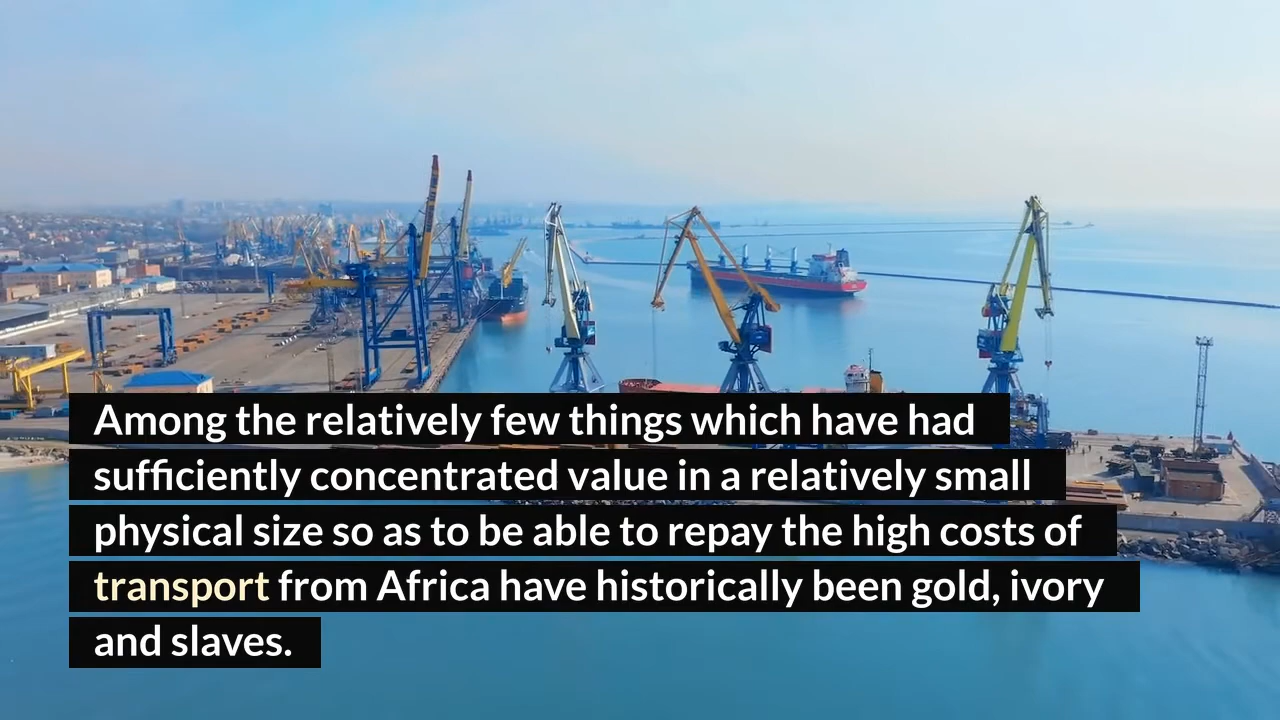 Among the relatively few things which have had
sufficiently concentrated value in a relatively small
physical size so as to be able to repay the high costs of
transport from Africa have historically been gold, ivory
and slaves.